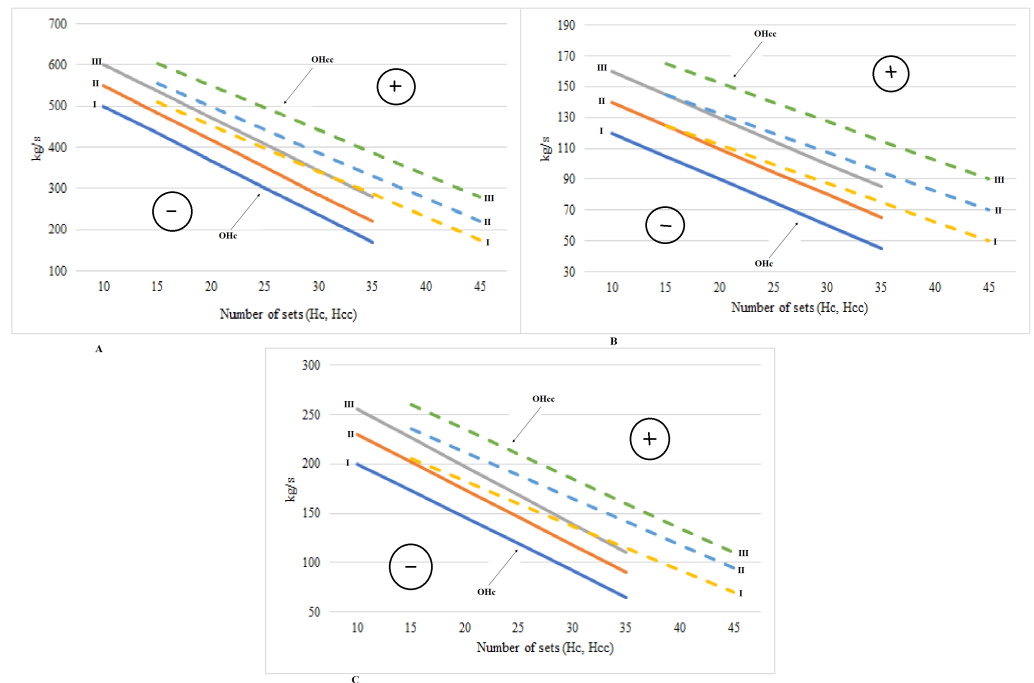 700
600
500
400
300
200
100
kg/s
III
II
I
OHcc
+
−
OHc
III
II
I
10 15 20 25 30 35 40 45
Number of sets (Hc, Hcc)
A
190
170
150
130
110
90
70
50
30
kg/s
III
II
I
OHcc
+
−
OHc
III
II
I
10 15 20 25 30 35 40 45
Number of sets (Hc, Hcc)
B
300
250
200
150
100
50
kg/s
III
II
I
OHcc
+
−
OHc
III
II
I
10 15 20 25 30 35 40 45
Number of sets (Hc, Hcc)
C